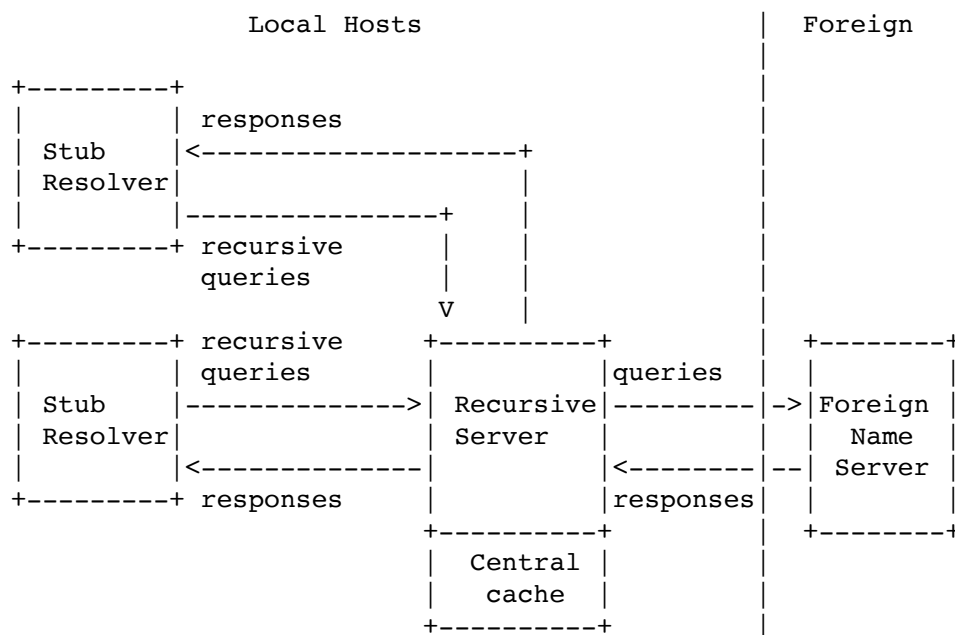 Local Hosts | Foreign
|
+---------+ |
| | responses |
| Stub |<--------------------+ |
| Resolver| | |
| |----------------+ | |
+---------+ recursive | | |
queries | | |
V | |
+---------+ recursive +----------+ | +--------+
| | queries | |queries | | |
| Stub |-------------->| Recursive|---------|->|Foreign |
| Resolver| | Server | | | Name |
| |<--------------| |<--------|--| Server |
+---------+ responses | |responses| | |
+----------+ | +--------+
| Central | |
| cache | |
+----------+ |